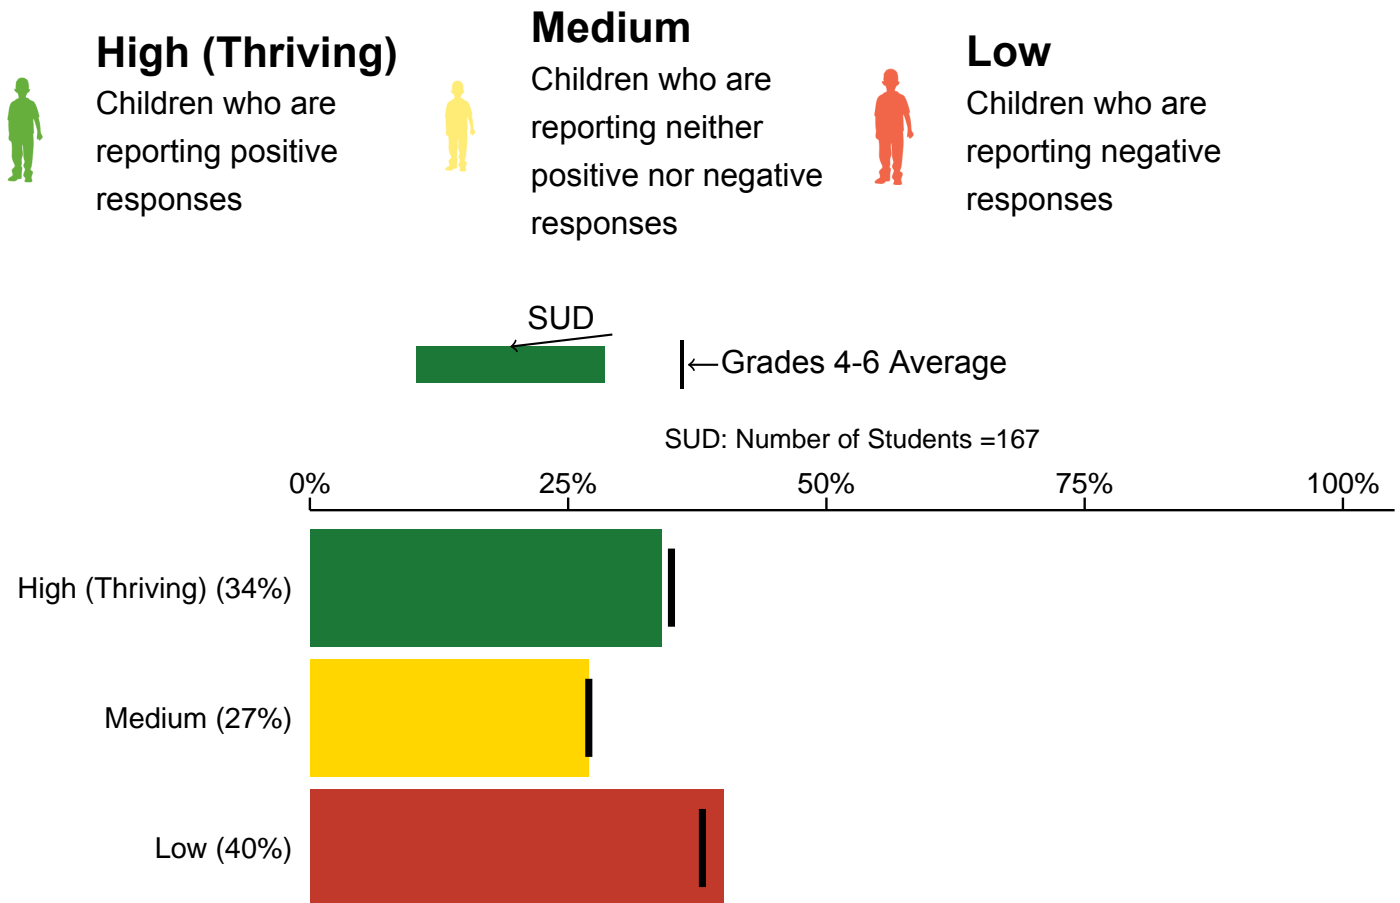 High (Thriving)
Children who are
reporting positive
responses
Medium
Children who are
reporting neither
positive nor negative
responses
Low
Children who are
reporting negative
responses
SUD
Grades 4-6 Average
SUD: Number of Students =167
0% 25% 50% 75% 100%
High (Thriving) (34%)
Medium (27%)
Low (40%)